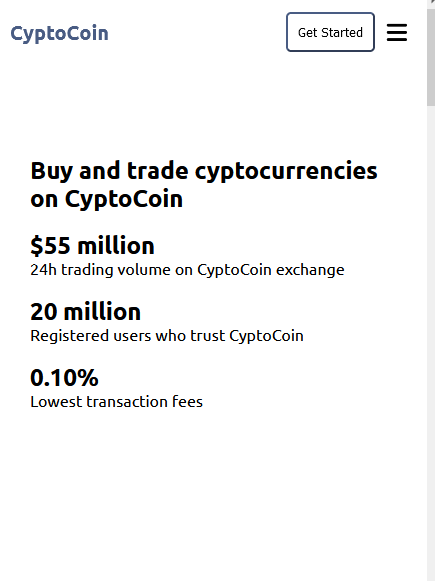 CyptoCoin
Get Started
Buy and trade cyptocurrencies
on CyptoCoin
$55 million
24h trading volume on CyptoCoin exchange
20 million
Registered users who trust CyptoCoin
0.10%
Lowest transaction fees